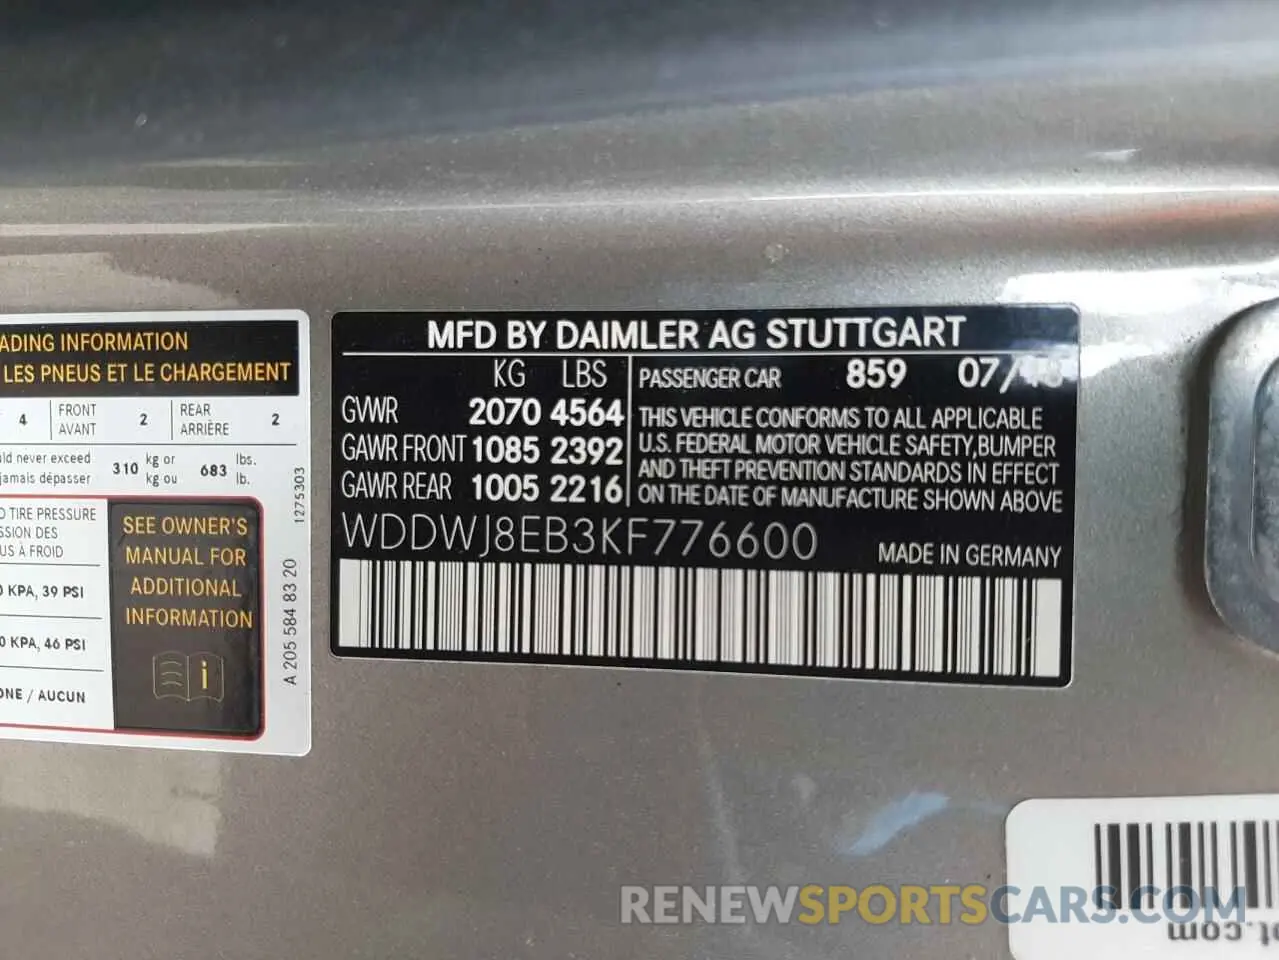 ADING INFORMATION
LES PNEUS ET LE CHARGEMENT
4 FRONT AVANT 2 REAR ARRIÈRE 2
never exceed 310 kg or 683 lbs.
jamais dépasser kg ou lb.
TIRE PRESSURE
DES
À FROID
KPA, 39 PSI
KPA, 46 PSI
/ AUCUN
SEE OWNER'S
MANUAL FOR
ADDITIONAL
INFORMATION
i
1275303
A 205 584 83 20
MFD BY DAIMLER AG STUTTGART
KG LBS
GVWR 2070 4564
GAWR FRONT 1085 2392
GAWR REAR 1005 2216
PASSENGER CAR 859 07/18
THIS VEHICLE CONFORMS TO ALL APPLICABLE
U.S. FEDERAL MOTOR VEHICLE SAFETY, BUMPER
AND THEFT PREVENTION STANDARDS IN EFFECT
ON THE DATE OF MANUFACTURE SHOWN ABOVE
WDDWJ8EB3KF776600
MADE IN GERMANY
RENEWSPORTSCARS.COM
ot.com